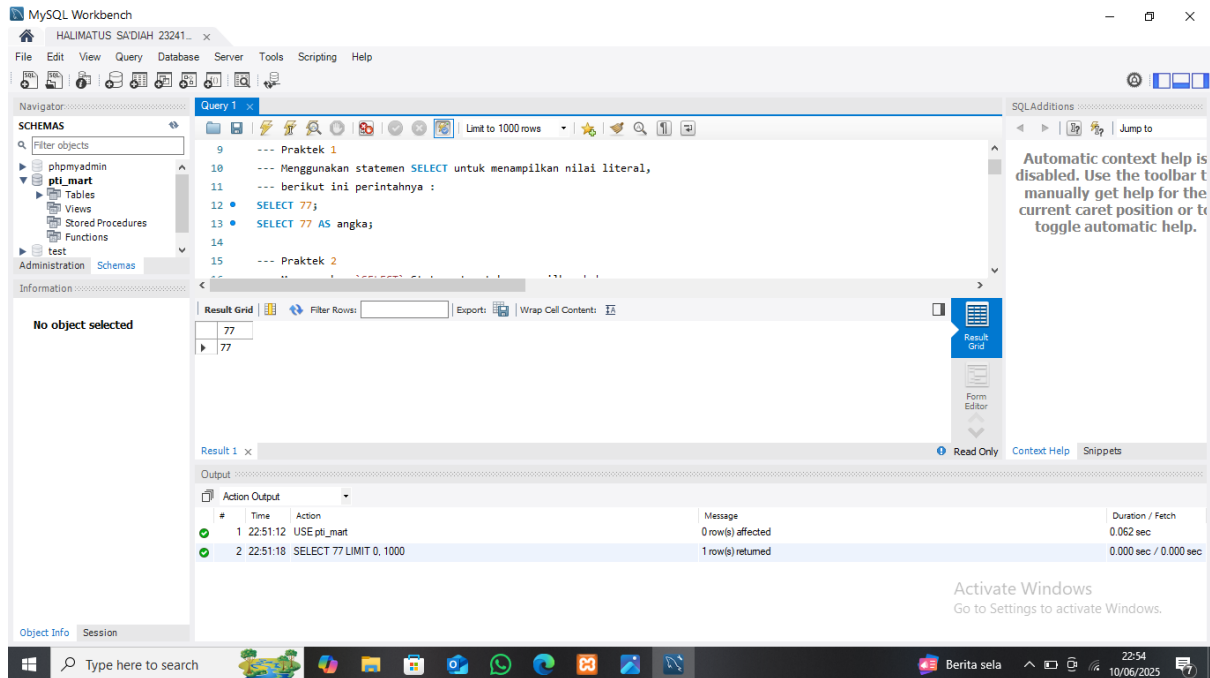 MySQL Workbench
HALIMATUS SA'DIAH 23241...
File Edit View Query Database Server Tools Scripting Help
Navigator
SCHEMAS
Filter objects
phpmyadmin
pti_mart
Tables
Views
Stored Procedures
Functions
test
Administration Schemas
Information
No object selected
Object Info Session
Query 1
Limit to 1000 rows
9 --- Praktek 1
10 --- Menggunakan statemen SELECT untuk menampilkan nilai literal,
11 --- berikut ini perintahnya :
12 SELECT 77;
13 SELECT 77 AS angka;
14
15 --- Praktek 2
Result Grid Filter Rows: Export: Wrap Cell Content:
77
77
Result Grid
Form Editor
Result 1
Read Only
SQLAdditions
Jump to
Automatic context help is
disabled. Use the toolbar t
manually get help for the
current caret position or to
toggle automatic help.
Context Help Snippets
Output
Action Output
# Time Action Message Duration / Fetch
1 22:51:12 USE pti_mart 0 row(s) affected 0.062 sec
2 22:51:18 SELECT 77 LIMIT 0, 1000 1 row(s) returned 0.000 sec / 0.000 sec
Activate Windows
Go to Settings to activate Windows.
Type here to search
Berita sela
22:54
10/06/2025